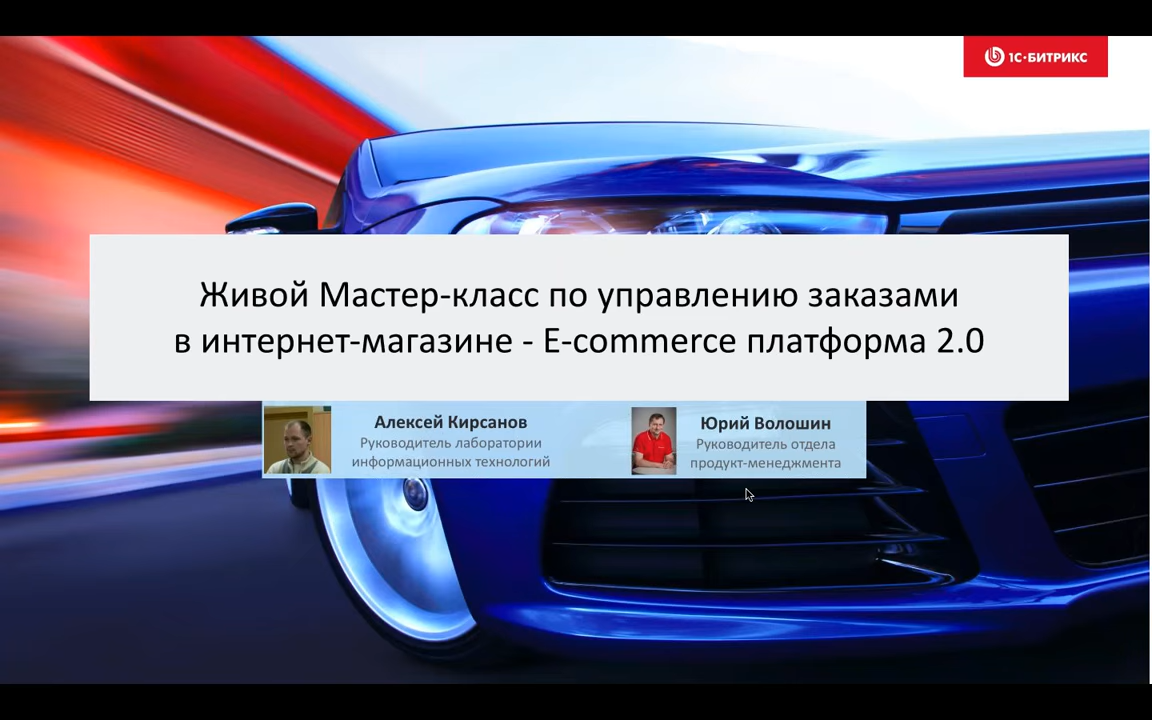 1С·БИТРИКС
Живой Мастер-класс по управлению заказами
в интернет-магазине - E-commerce платформа 2.0
Алексей Кирсанов
Руководитель лаборатории
информационных технологий
Юрий Волошин
Руководитель отдела
продукт-менеджмента